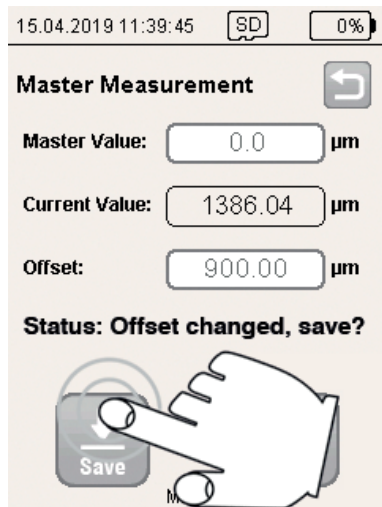 15.04.2019 11:39:45 SD 0%
Master Measurement
Master Value: 0.0 µm
Current Value: 1386.04 µm
Offset: 900.00 µm
Status: Offset changed, save?
Save